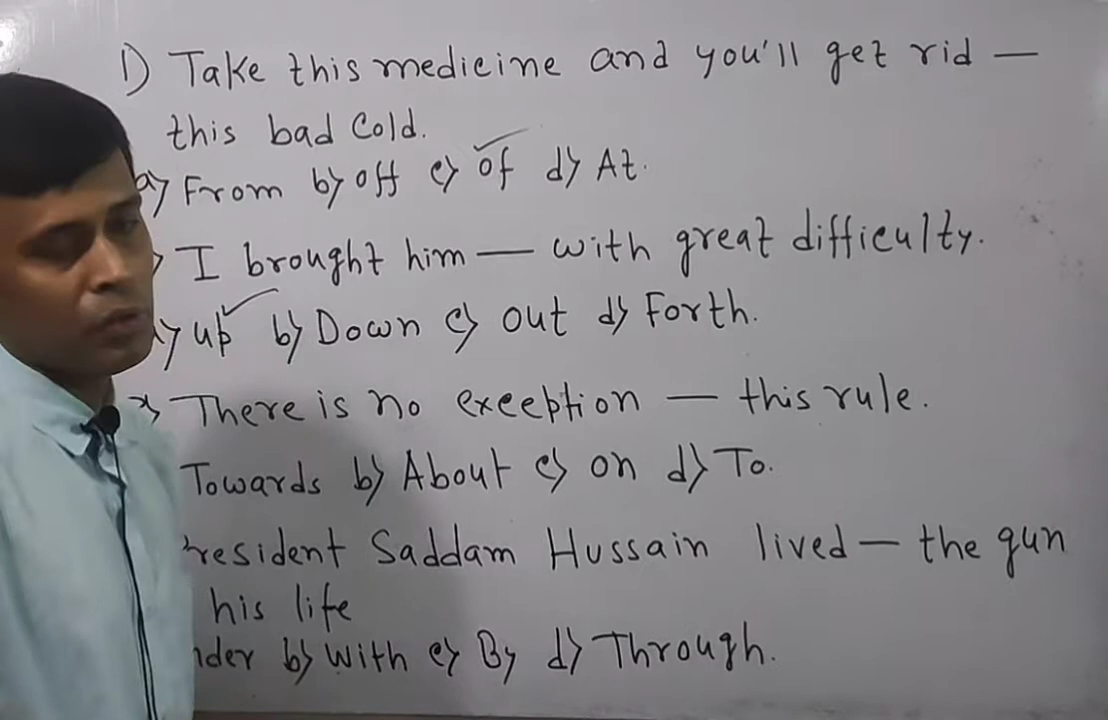 1) Take this medicine and you'll get rid —
this bad cold.
a) From b) off c) of d) At.
I brought him — with great difficulty.
up b) Down c) out d) Forth.
There is no exception — this rule.
Towards b) About c) on d) To.
resident Saddam Hussain lived — the gun
his life
nder b) With c) By d) Through.